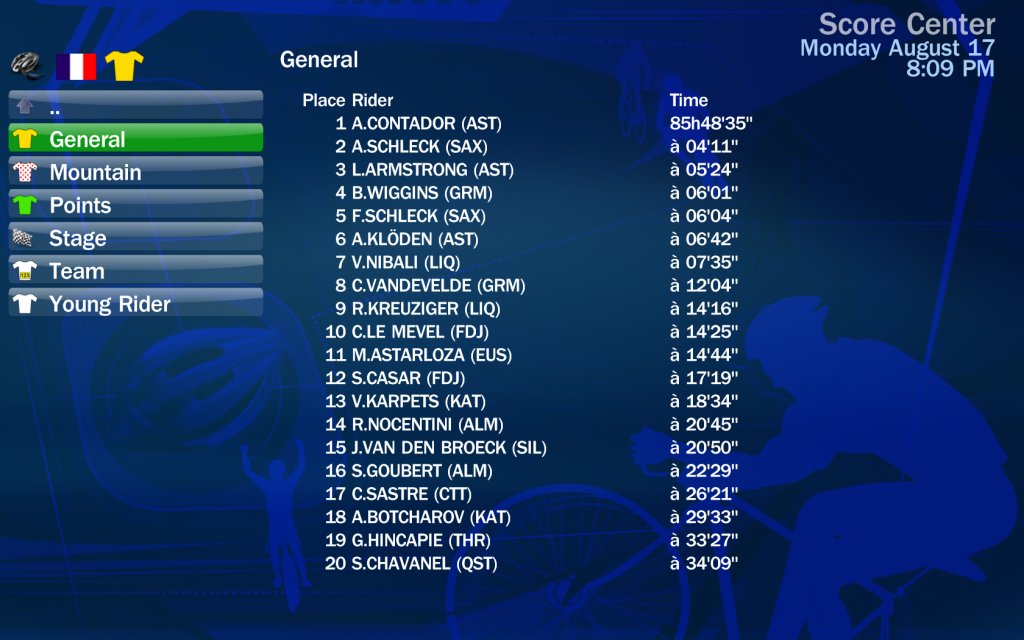 Score Center
Monday August 17
8:09 PM
General
..
General
Mountain
Points
Stage
123
Team
Young Rider
Place Rider Time
1 A.CONTADOR (AST) 85h48'35"
2 A.SCHLECK (SAX) à 04'11"
3 L.ARMSTRONG (AST) à 05'24"
4 B.WIGGINS (GRM) à 06'01"
5 F.SCHLECK (SAX) à 06'04"
6 A.KLÖDEN (AST) à 06'42"
7 V.NIBALI (LIQ) à 07'35"
8 C.VANDEVELDE (GRM) à 12'04"
9 R.KREUZIGER (LIQ) à 14'16"
10 C.LE MEVEL (FDJ) à 14'25"
11 M.ASTARLOZA (EUS) à 14'44"
12 S.CASAR (FDJ) à 17'19"
13 V.KARPETS (KAT) à 18'34"
14 R.NOCENTINI (ALM) à 20'45"
15 J.VAN DEN BROECK (SIL) à 20'50"
16 S.GOUBERT (ALM) à 22'29"
17 C.SASTRE (CTT) à 26'21"
18 A.BOTCHAROV (KAT) à 29'33"
19 G.HINCAPIE (THR) à 33'27"
20 S.CHAVANEL (QST) à 34'09"